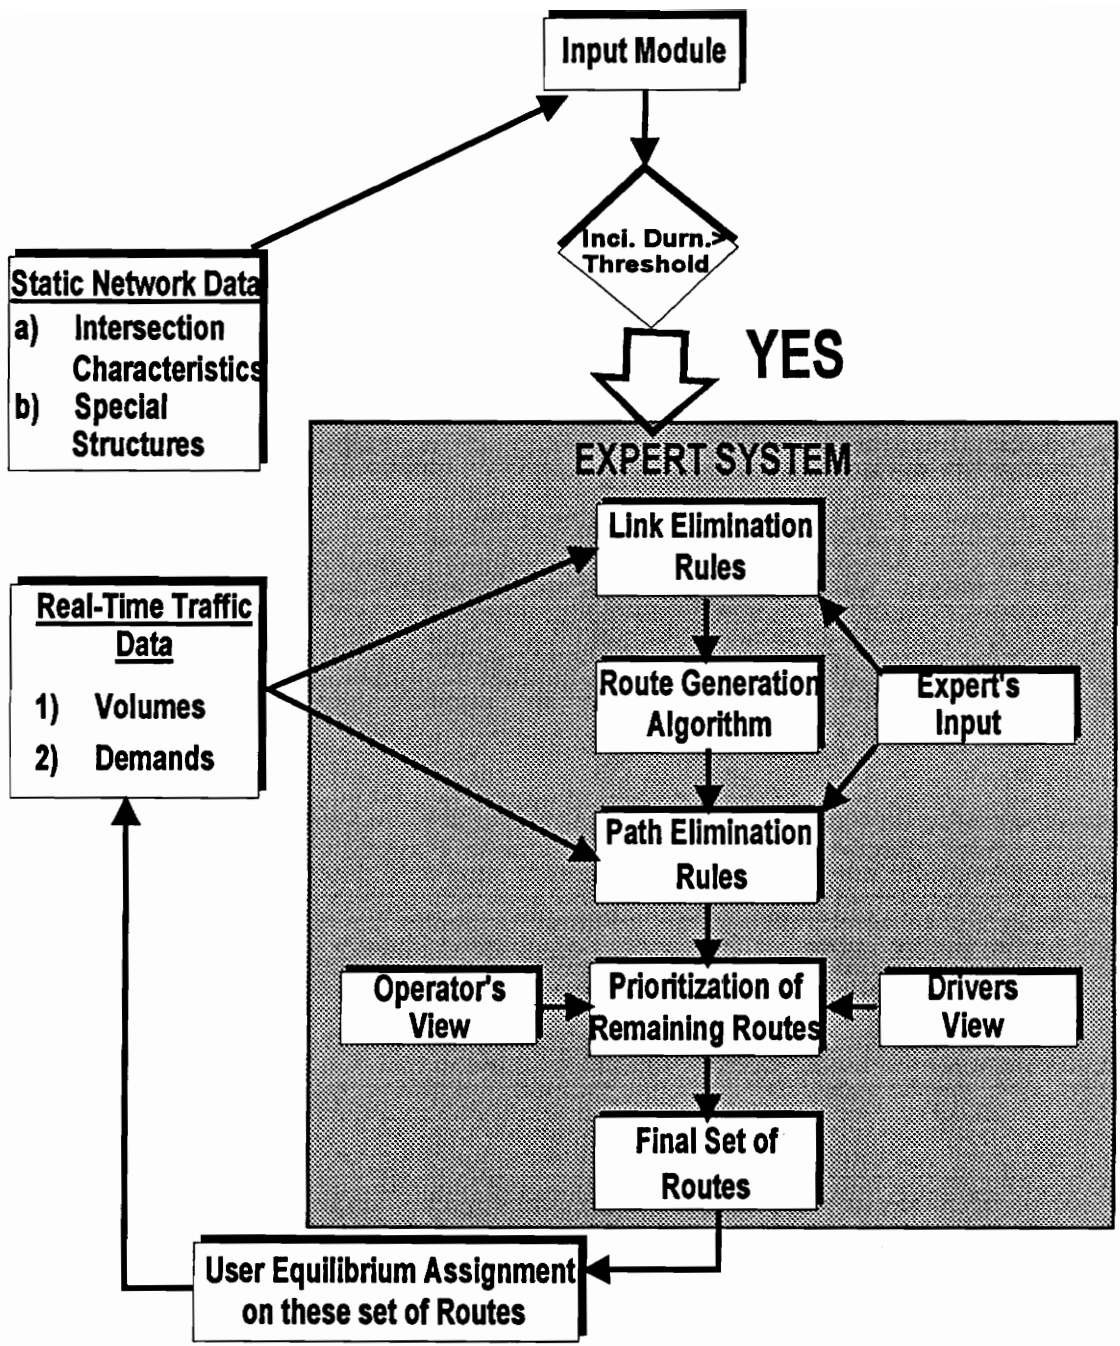 Input Module
Inci. Durn.>
Threshold
YES
Static Network Data
a) Intersection
Characteristics
b) Special
Structures
EXPERT SYSTEM
Link Elimination
Rules
Real-Time Traffic
Data
1) Volumes
2) Demands
Route Generation
Algorithm
Expert's
Input
Path Elimination
Rules
Operator's
View
Prioritization of
Remaining Routes
Drivers
View
Final Set of
Routes
User Equilibrium Assignment
on these set of Routes